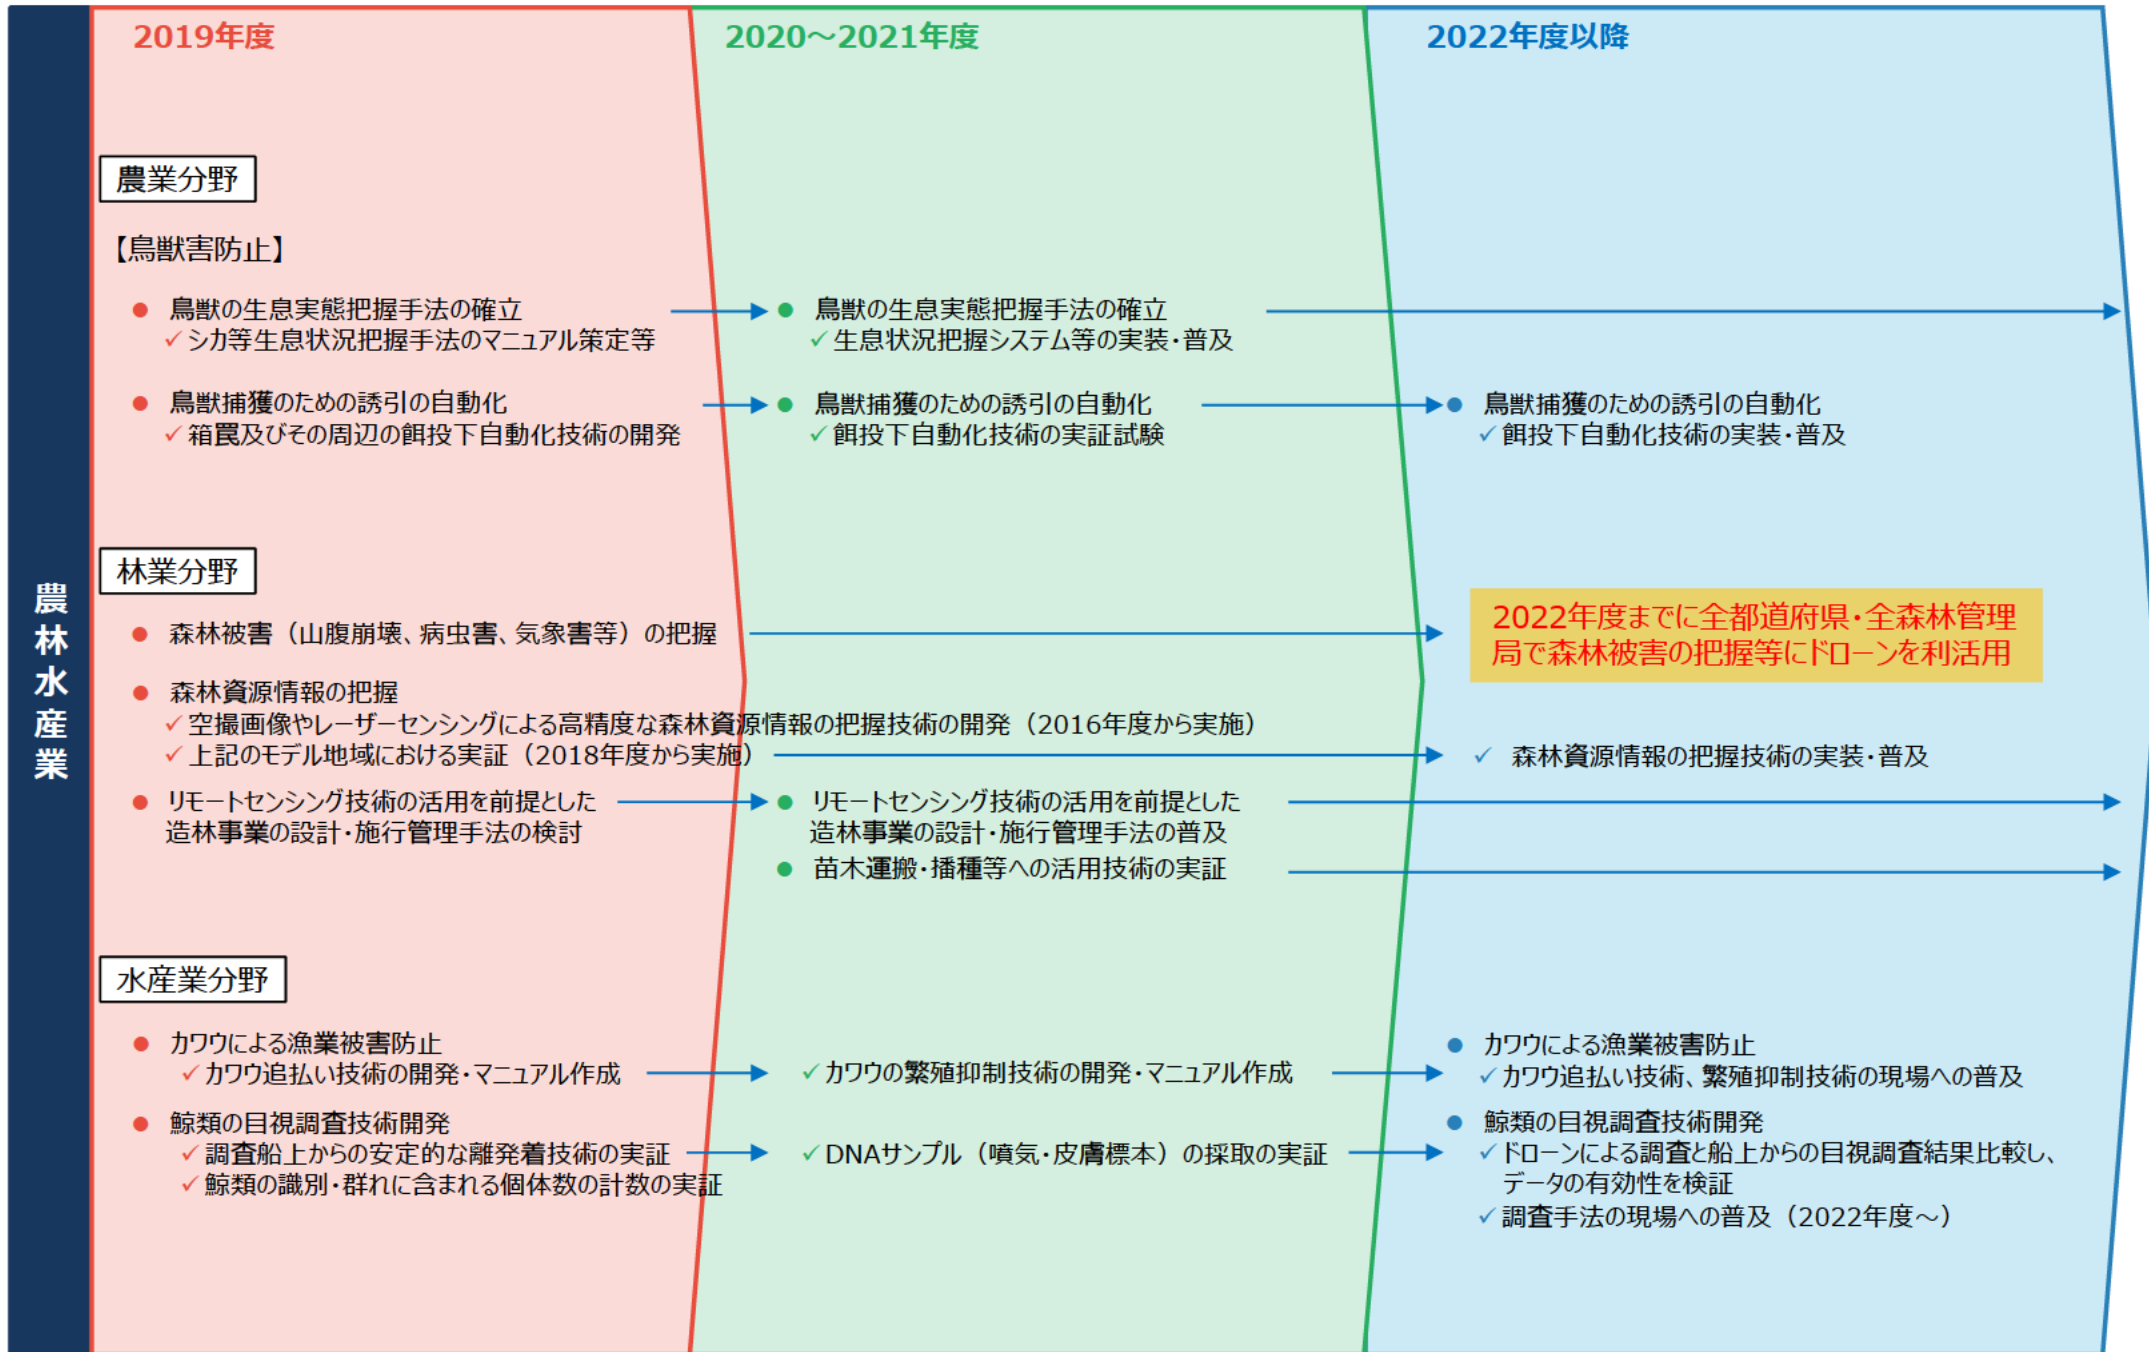 農林水産業
2019年度
2020～2021年度
2022年度以降
農業分野
【鳥獣害防止】
● 鳥獣の生息実態把握手法の確立
✓ シカ等生息状況把握手法のマニュアル策定等
● 鳥獣の生息実態把握手法の確立
✓ 生息状況把握システム等の実装・普及
● 鳥獣捕獲のための誘引の自動化
✓ 箱罠及びその周辺の餌投下自動化技術の開発
● 鳥獣捕獲のための誘引の自動化
✓ 餌投下自動化技術の実証試験
● 鳥獣捕獲のための誘引の自動化
✓ 餌投下自動化技術の実装・普及
林業分野
● 森林被害（山腹崩壊、病虫害、気象害等）の把握
2022年度までに全都道府県・全森林管理
局で森林被害の把握等にドローンを利活用
● 森林資源情報の把握
✓ 空撮画像やレーザーセンシングによる高精度な森林資源情報の把握技術の開発（2016年度から実施）
✓ 上記のモデル地域における実証（2018年度から実施）
✓ 森林資源情報の把握技術の実装・普及
● リモートセンシング技術の活用を前提とした
造林事業の設計・施行管理手法の検討
● リモートセンシング技術の活用を前提とした
造林事業の設計・施行管理手法の普及
● 苗木運搬・播種等への活用技術の実証
水産業分野
● カワウによる漁業被害防止
✓ カワウ追払い技術の開発・マニュアル作成
✓ カワウの繁殖抑制技術の開発・マニュアル作成
● カワウによる漁業被害防止
✓ カワウ追払い技術、繁殖抑制技術の現場への普及
● 鯨類の目視調査技術開発
✓ 調査船上からの安定的な離発着技術の実証
✓ 鯨類の識別・群れに含まれる個体数の計数の実証
✓ DNAサンプル（噴気・皮膚標本）の採取の実証
● 鯨類の目視調査技術開発
✓ ドローンによる調査と船上からの目視調査結果比較し、
データの有効性を検証
✓ 調査手法の現場への普及（2022年度～）